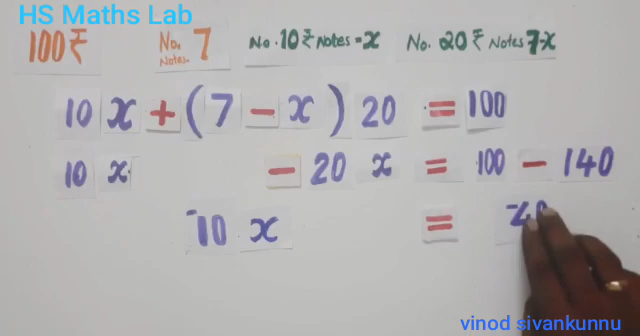 HS Maths Lab
100₹ No. Notes. 7 No. 10 ₹ Notes = x No. 20 ₹ Notes 7-x
10 x + (7 - x) 20 = 100
10 x - 20 x = 100 - 140
-10 x =
vinod sivankunnu